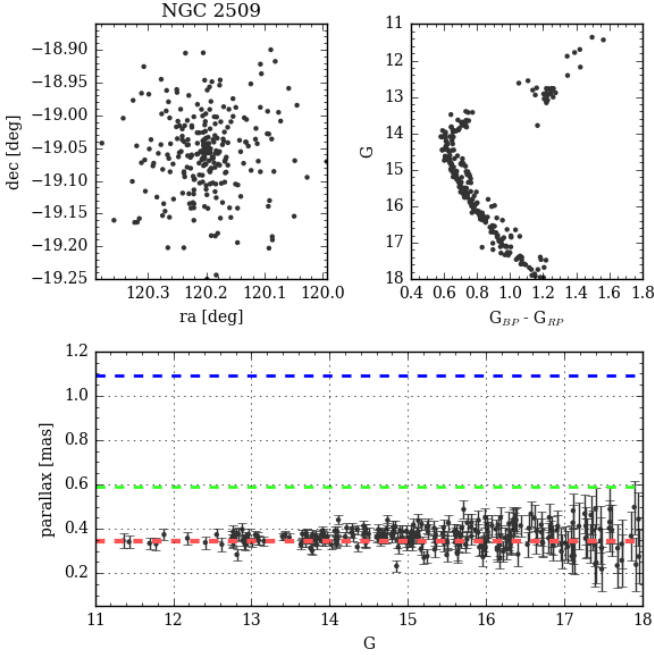 NGC 2509
−18.90
−18.95
−19.00
−19.05
−19.10
−19.15
−19.20
−19.25
dec [deg]
120.3 120.2 120.1 120.0
ra [deg]
11
12
13
14
15
16
17
18
G
0.4 0.6 0.8 1.0 1.2 1.4 1.6 1.8
G_BP - G_RP
1.2
1.0
0.8
0.6
0.4
0.2
parallax [mas]
11 12 13 14 15 16 17 18
G